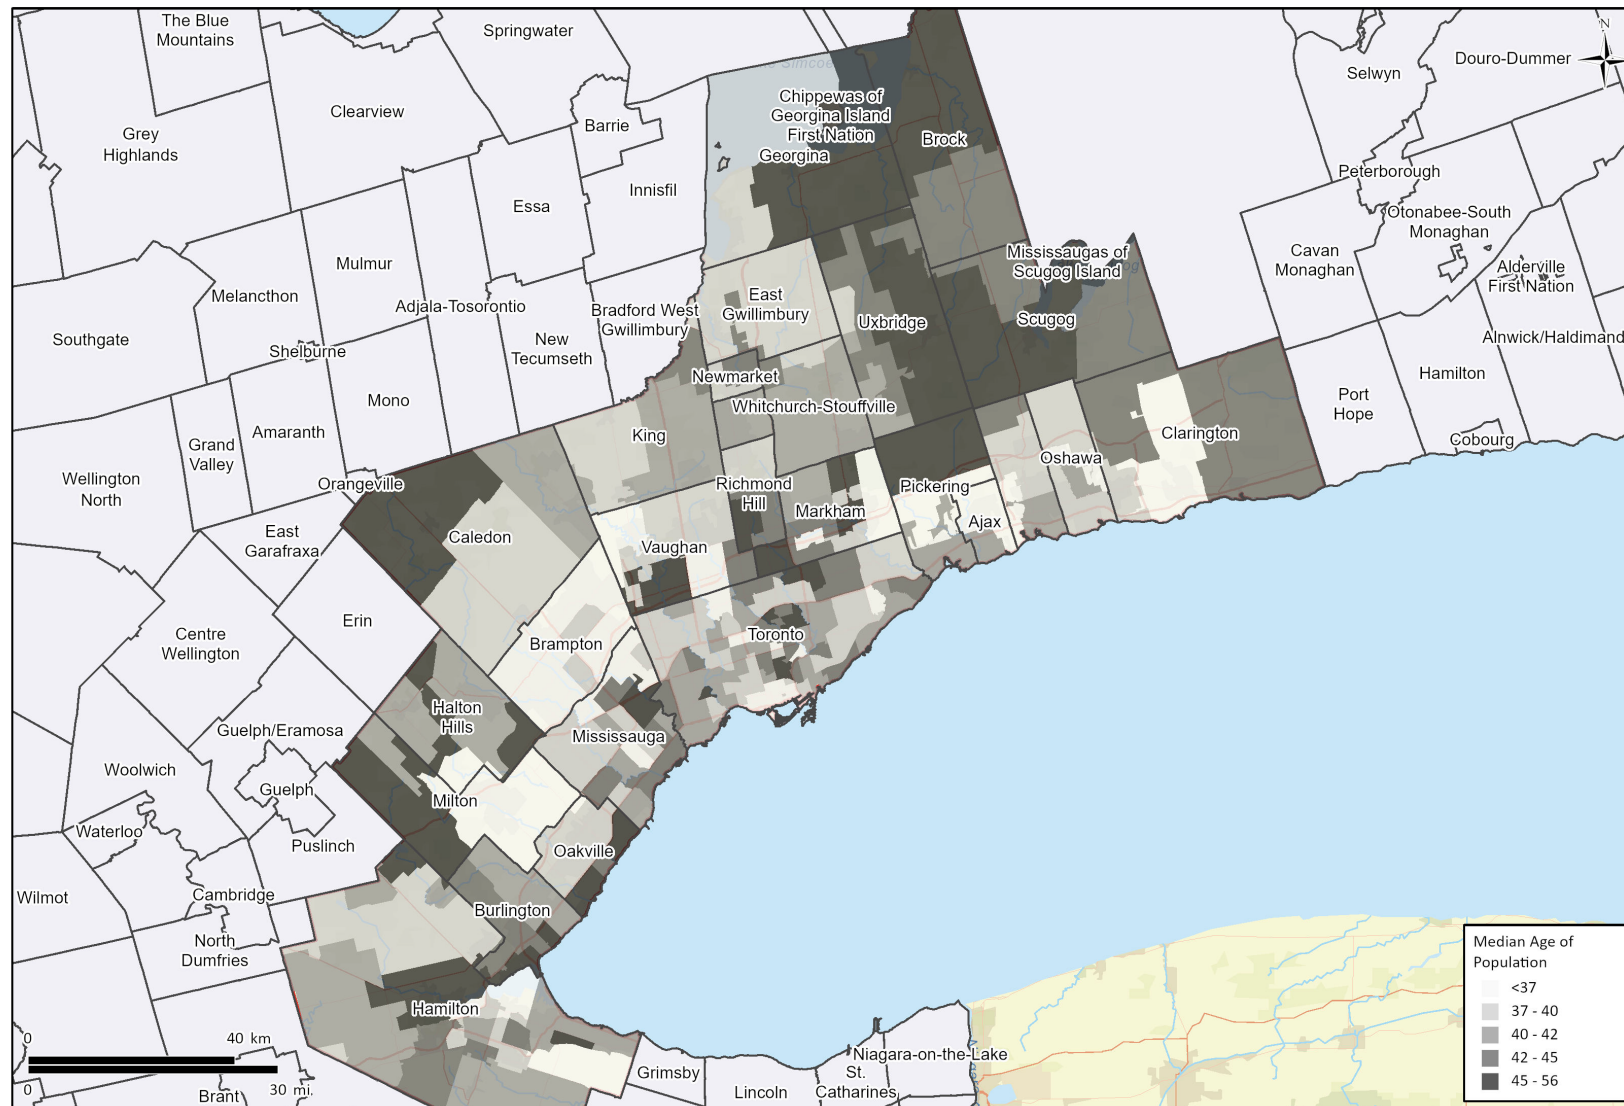 The Blue
Mountains
Springwater
N
Douro-Dummer
Selwyn
Clearview
Simcoe
Chippewas of
Georgina Island
First Nation
Georgina
Barrie
Brock
Grey
Highlands
Peterborough
Innisfil
Essa
Otonabee-South
Monaghan
Mississaugas of
Scugog Island
Cavan
Monaghan
Alderville
First Nation
Mulmur
Melancthon
Adjala-Tosorontio
Bradford West
Gwillimbury
East
Gwillimbury
Uxbridge
Scugog
Southgate
Shelburne
New
Tecumseth
Alnwick/Haldimand
Newmarket
Hamilton
Mono
Whitchurch-Stouffville
Port
Hope
Amaranth
Grand
Valley
King
Clarington
Cobourg
Oshawa
Wellington
North
Orangeville
Richmond
Hill
Pickering
Markham
Ajax
East
Garafraxa
Caledon
Vaughan
Erin
Centre
Wellington
Brampton
Toronto
Halton
Hills
Guelph/Eramosa
Mississauga
Woolwich
Guelph
Milton
Waterloo
Puslinch
Oakville
Wilmot
Cambridge
Burlington
North
Dumfries
Hamilton
0
40 km
0
30 mi.
Brant
Grimsby
Lincoln
St.
Catharines
Niagara-on-the-Lake
Median Age of
Population
<37
37 - 40
40 - 42
42 - 45
45 - 56